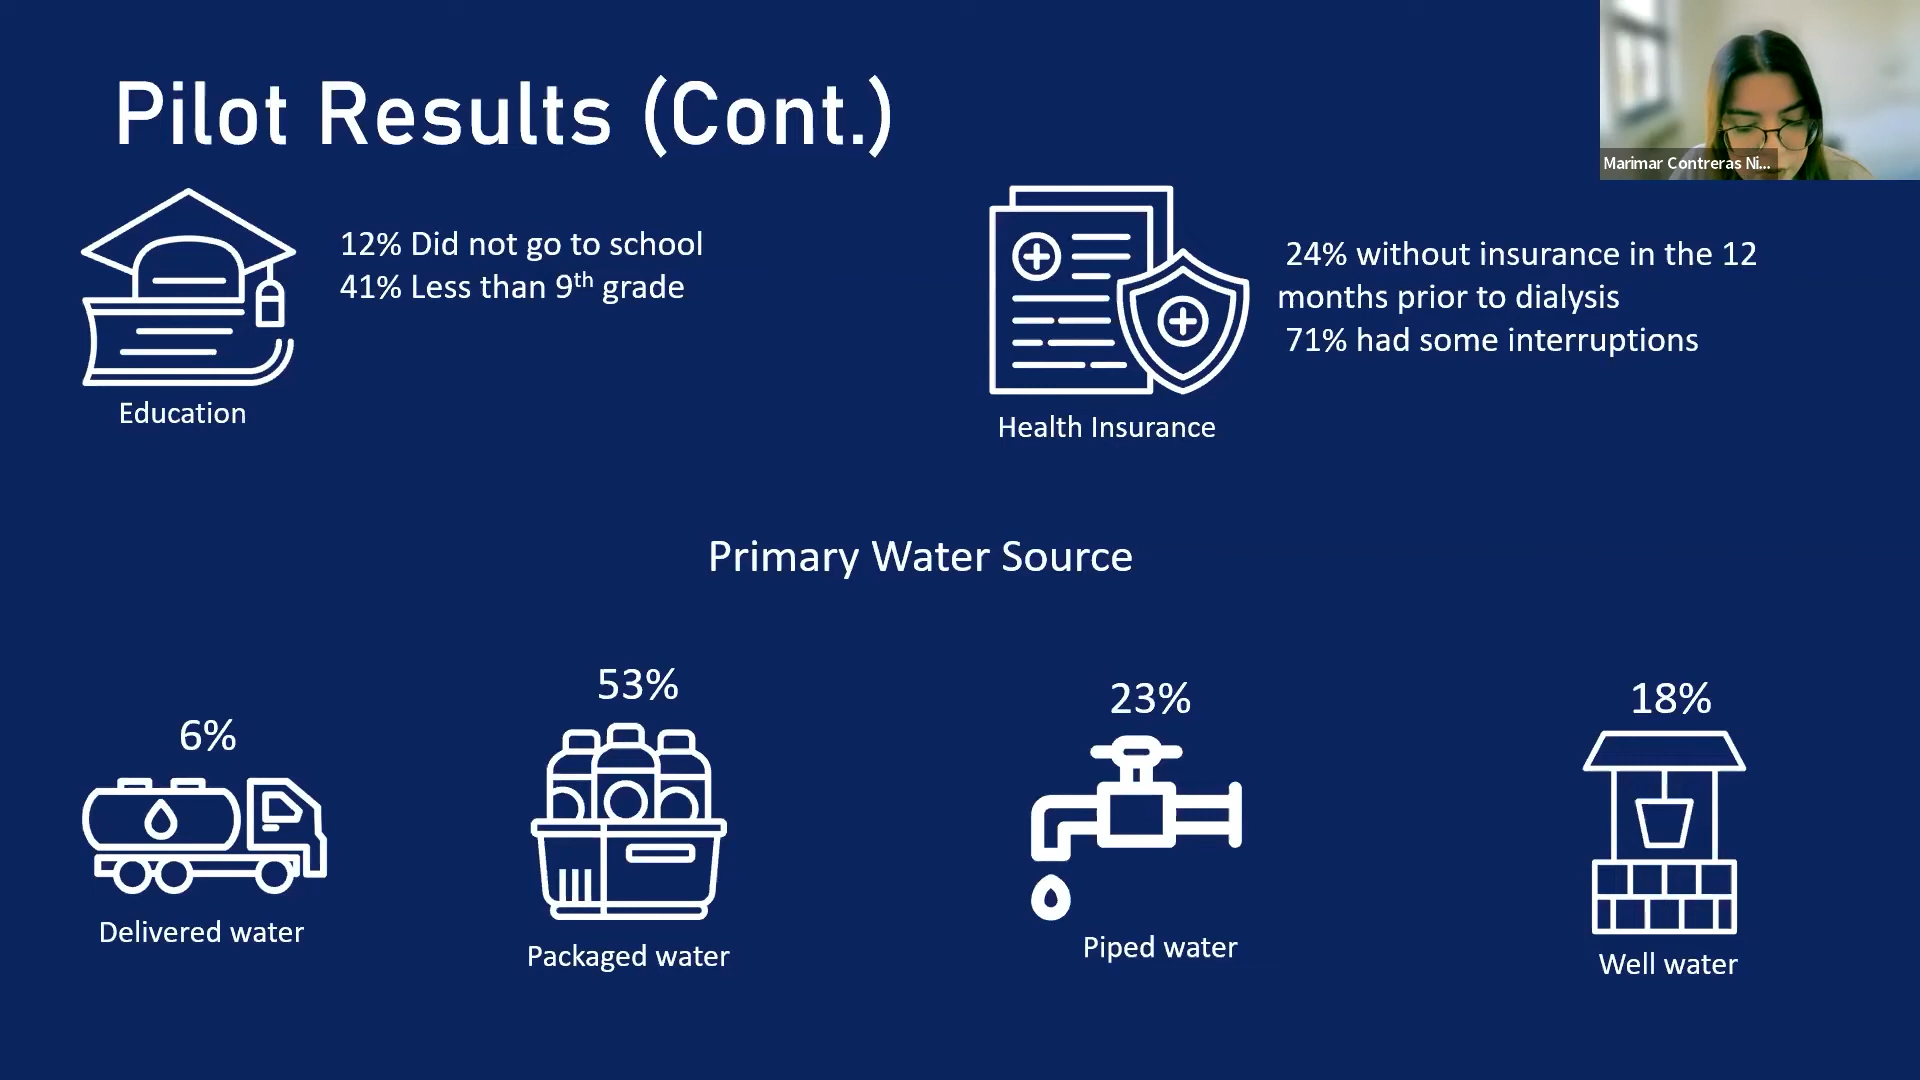 Pilot Results (Cont.)
Marimar Contreras Ni...
12% Did not go to school
41% Less than 9th grade
Education
24% without insurance in the 12
months prior to dialysis
71% had some interruptions
Health Insurance
Primary Water Source
6%
53%
23%
18%
Delivered water
Packaged water
Piped water
Well water